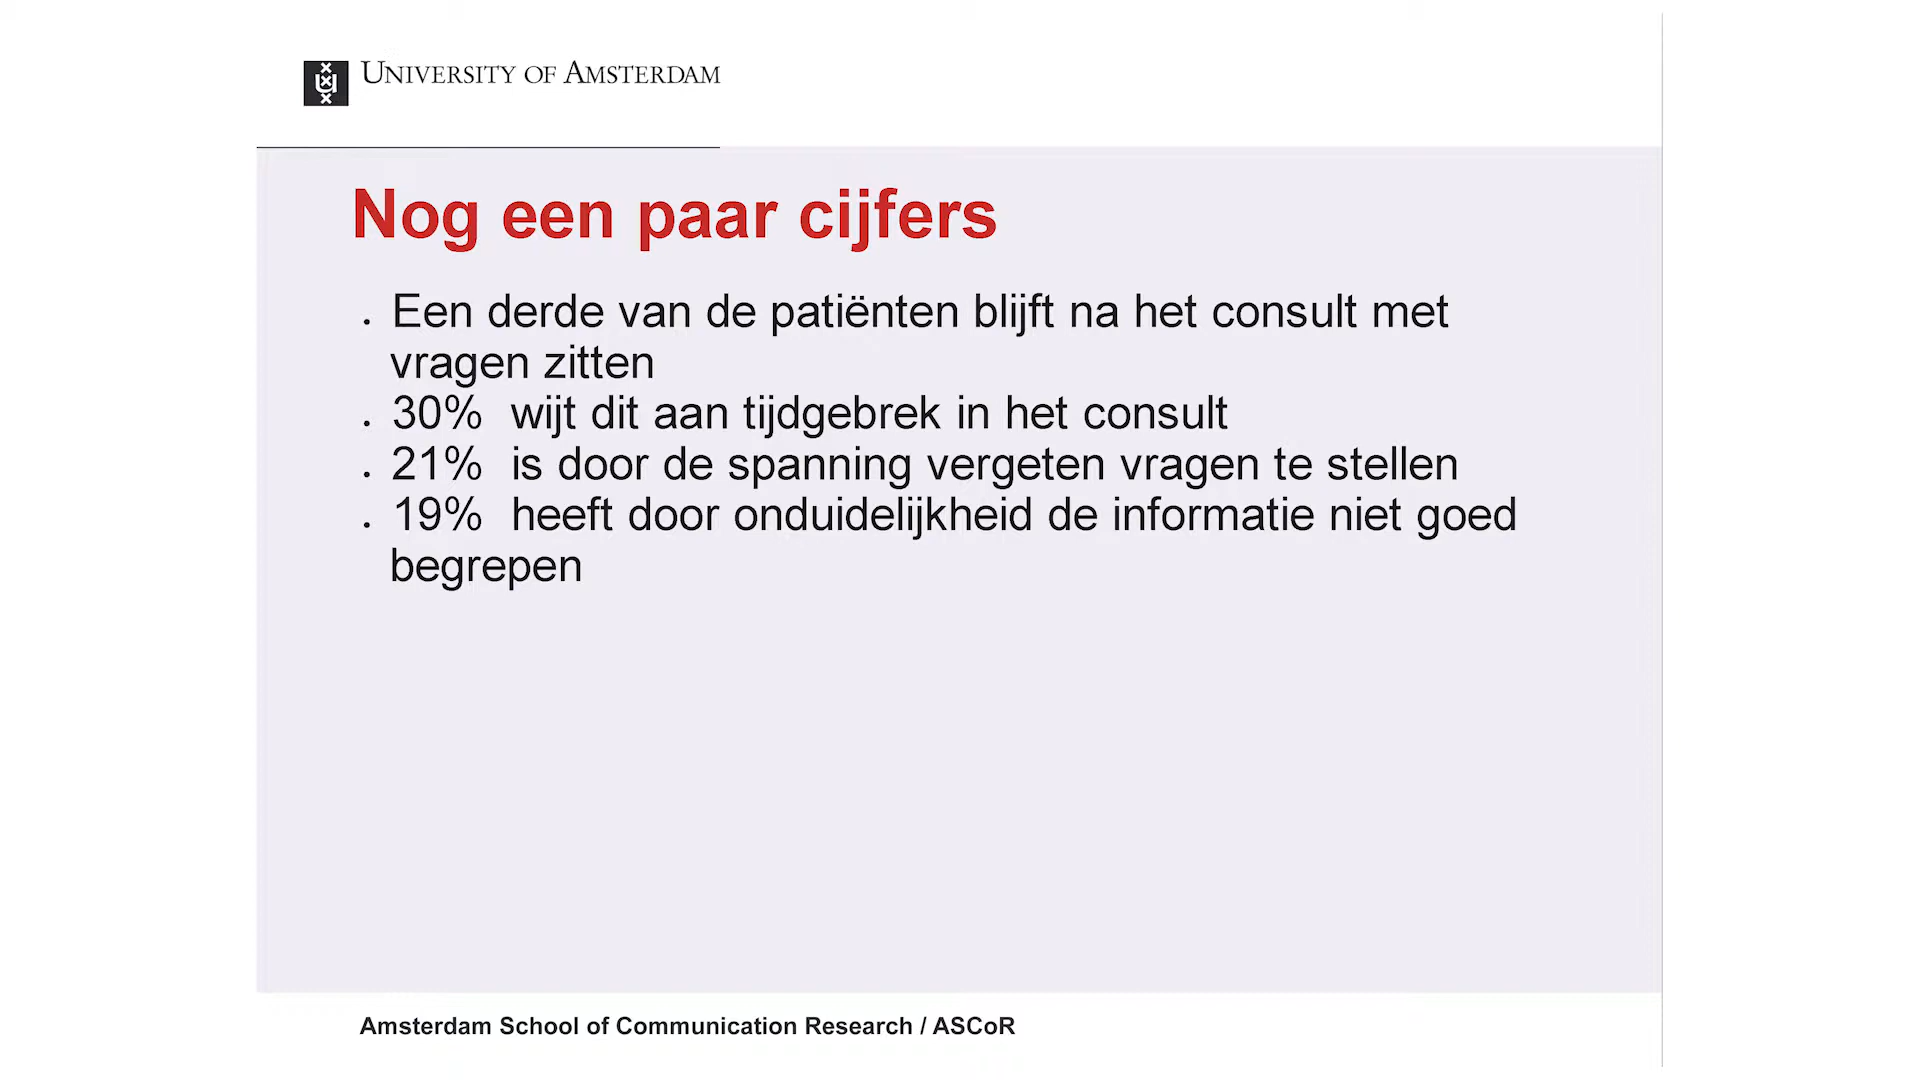 UNIVERSITY OF AMSTERDAM
Nog een paar cijfers
. Een derde van de patiënten blijft na het consult met
vragen zitten
. 30% wijt dit aan tijdgebrek in het consult
. 21% is door de spanning vergeten vragen te stellen
. 19% heeft door onduidelijkheid de informatie niet goed
begrepen
Amsterdam School of Communication Research / ASCoR